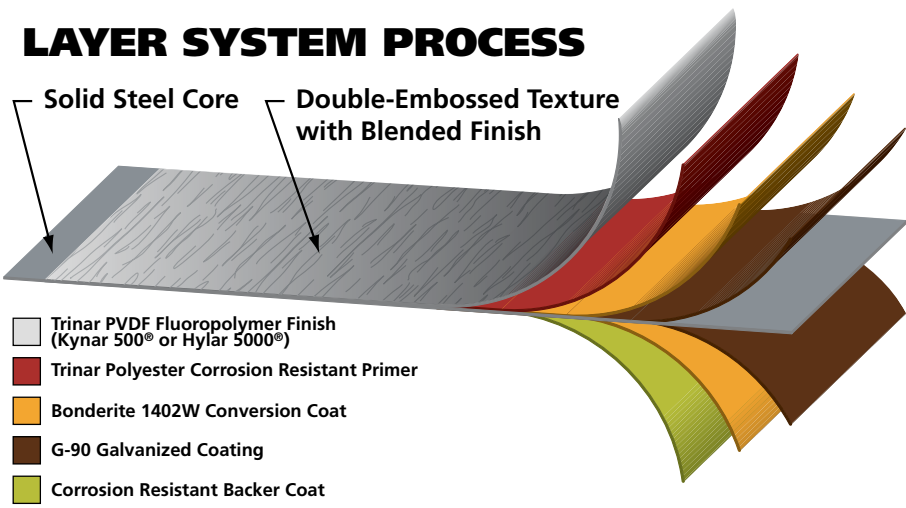 LAYER SYSTEM PROCESS
Solid Steel Core
Double-Embossed Texture
with Blended Finish
Trinar PVDF Fluoropolymer Finish
(Kynar 500® or Hylar 5000®)
Trinar Polyester Corrosion Resistant Primer
Bonderite 1402W Conversion Coat
G-90 Galvanized Coating
Corrosion Resistant Backer Coat